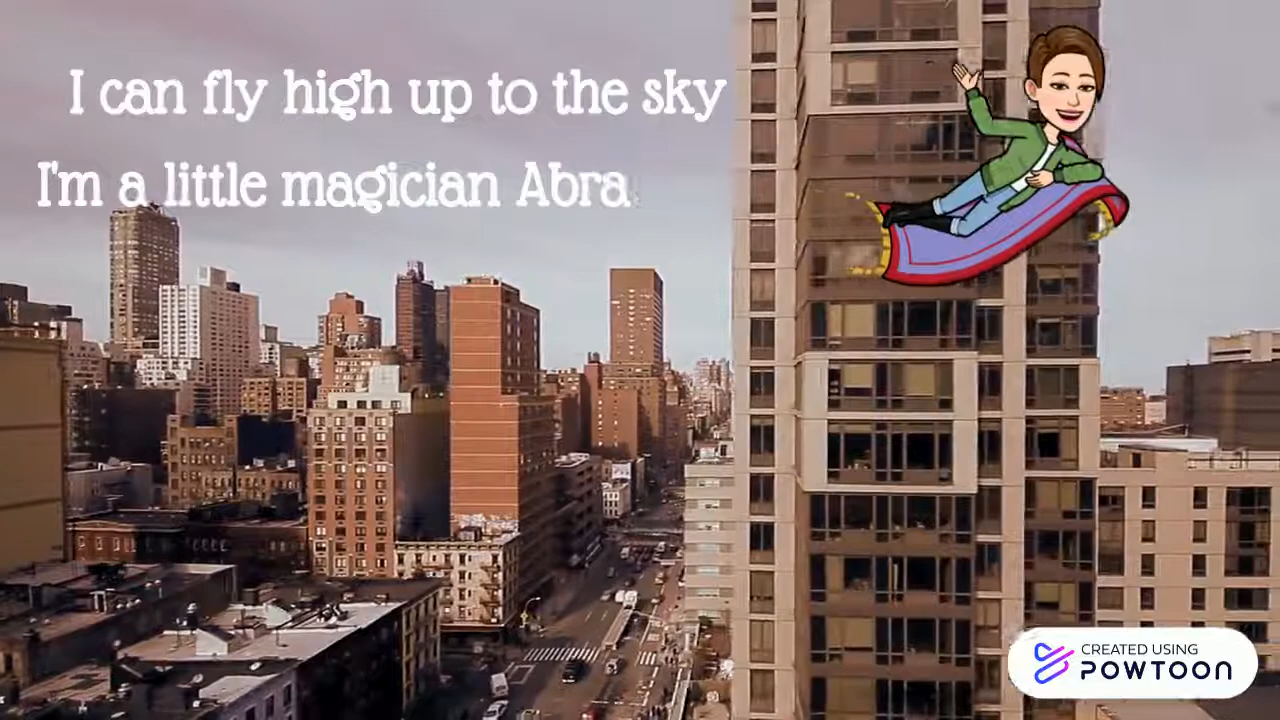 I can fly high up to the sky
I'm a little magician Abra
CREATED USING
POWTOON